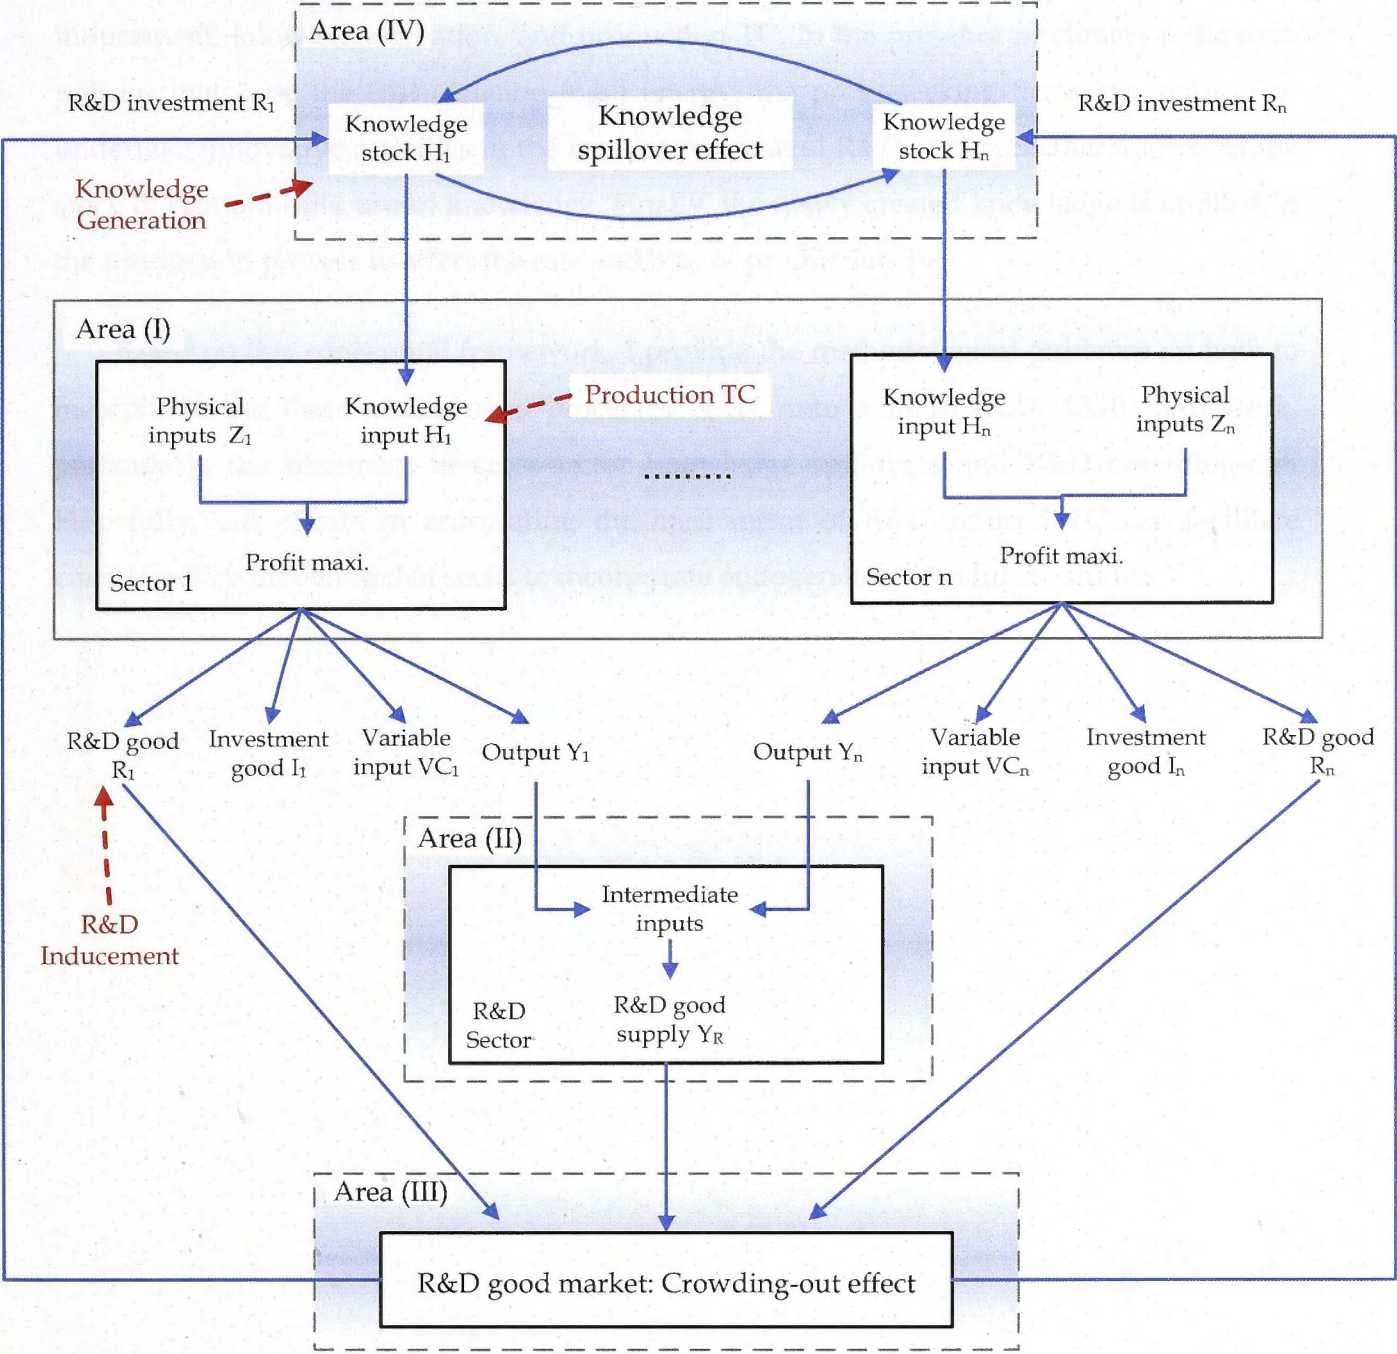 Area (IV)
R&D investment R₁
R&D investment Rₙ
Knowledge
stock H₁
Knowledge
spillover effect
Knowledge
stock Hₙ
Knowledge
Generation
Area (I)
Physical
inputs Z₁
Knowledge
input H₁
Production TC
Knowledge
input Hₙ
Physical
inputs Zₙ
........
Profit maxi.
Sector 1
Profit maxi.
Sector n
R&D good
R₁
Investment
good I₁
Variable
input VC₁
Output Y₁
Output Yₙ
Variable
input VCₙ
Investment
good Iₙ
R&D good
Rₙ
R&D
Inducement
Area (II)
Intermediate
inputs
R&D good
supply Y_R
R&D
Sector
Area (III)
R&D good market: Crowding-out effect